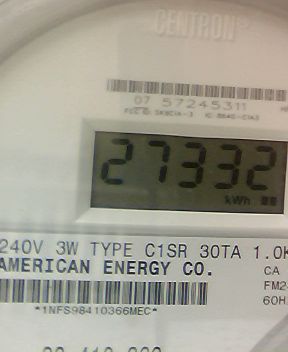 CENTRON®
07 57245311
27332
kWh
240V 3W TYPE C1SR 30TA 1.0K
AMERICAN ENERGY CO.
CA
FM2
60H
*1NFS98410366MEC*